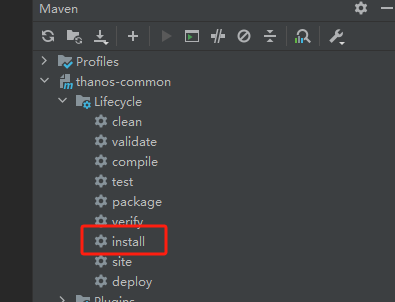 Maven
Profiles
thanos-common
Lifecycle
clean
validate
compile
test
package
verify
install
site
deploy
Plugins